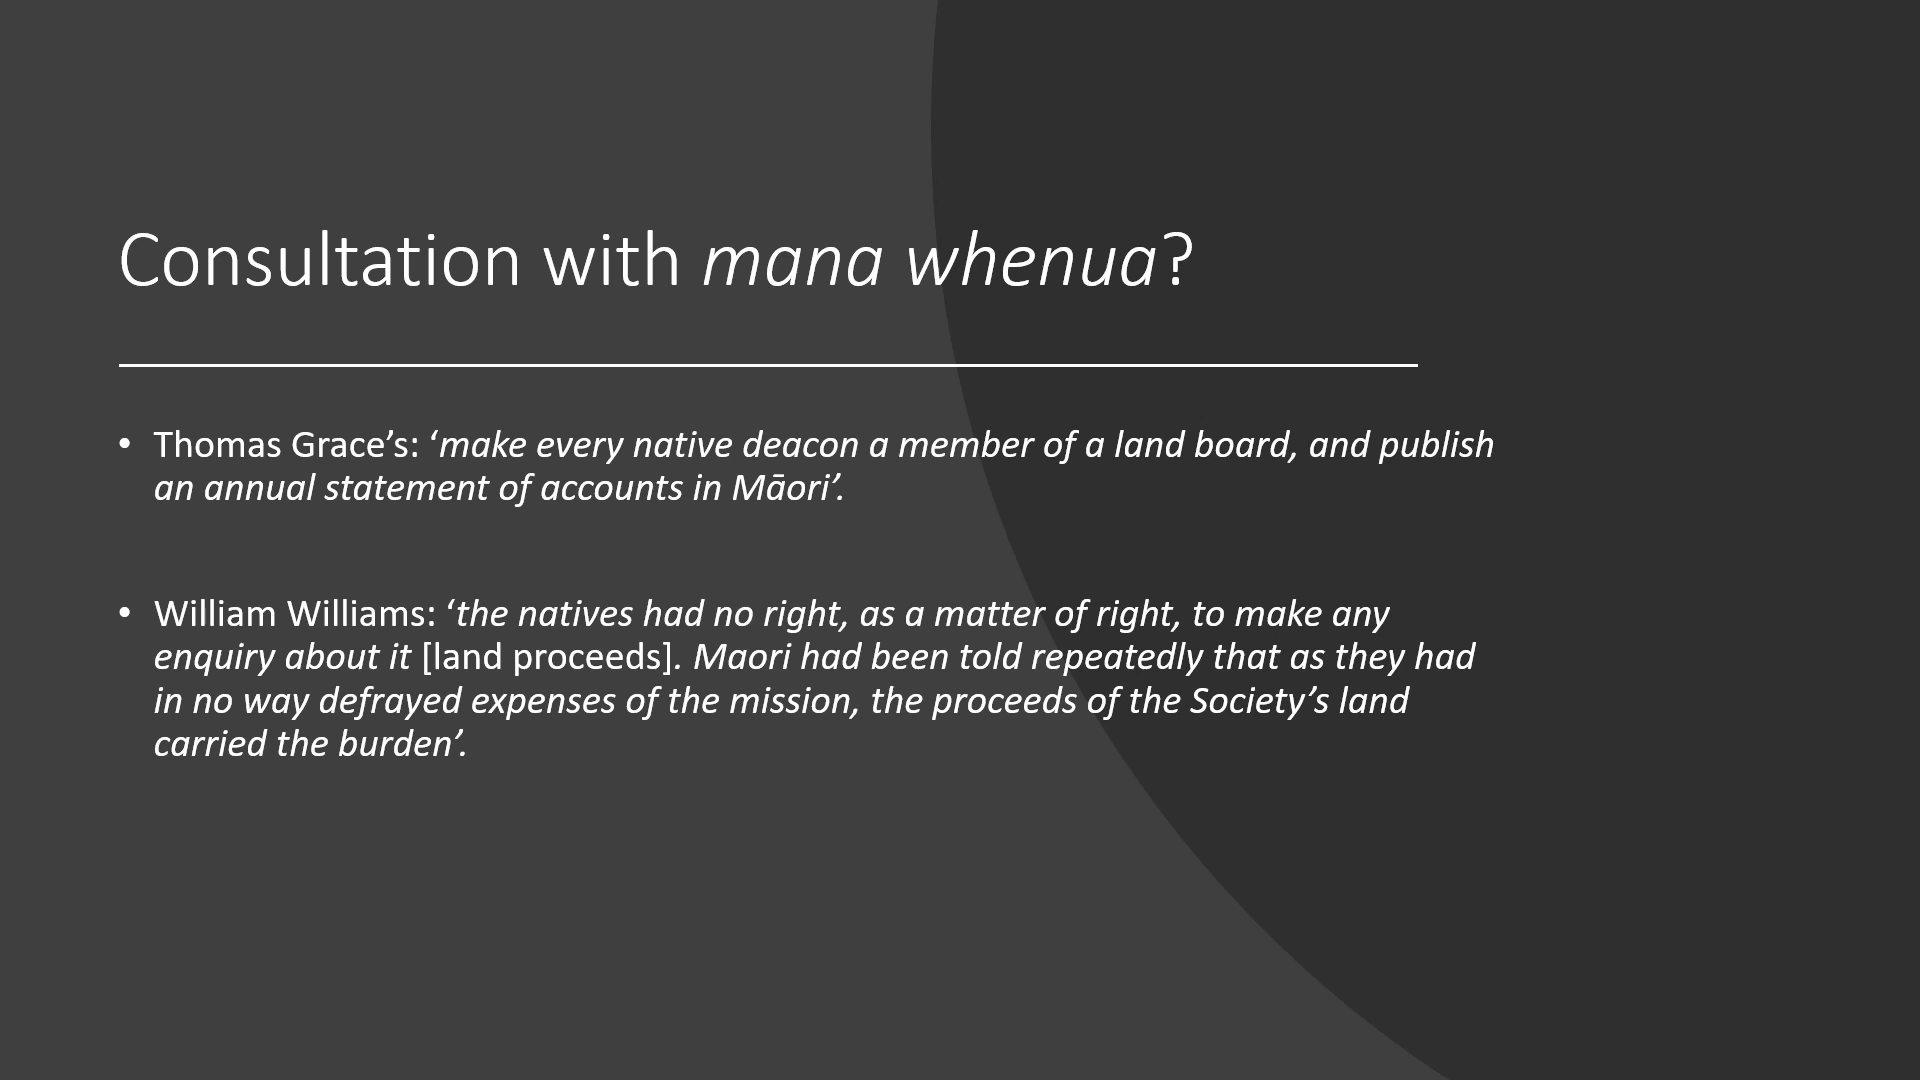 Consultation with mana whenua?
• Thomas Grace’s: ‘make every native deacon a member of a land board, and publish
an annual statement of accounts in Māori’.
• William Williams: ‘the natives had no right, as a matter of right, to make any
enquiry about it [land proceeds]. Maori had been told repeatedly that as they had
in no way defrayed expenses of the mission, the proceeds of the Society’s land
carried the burden’.